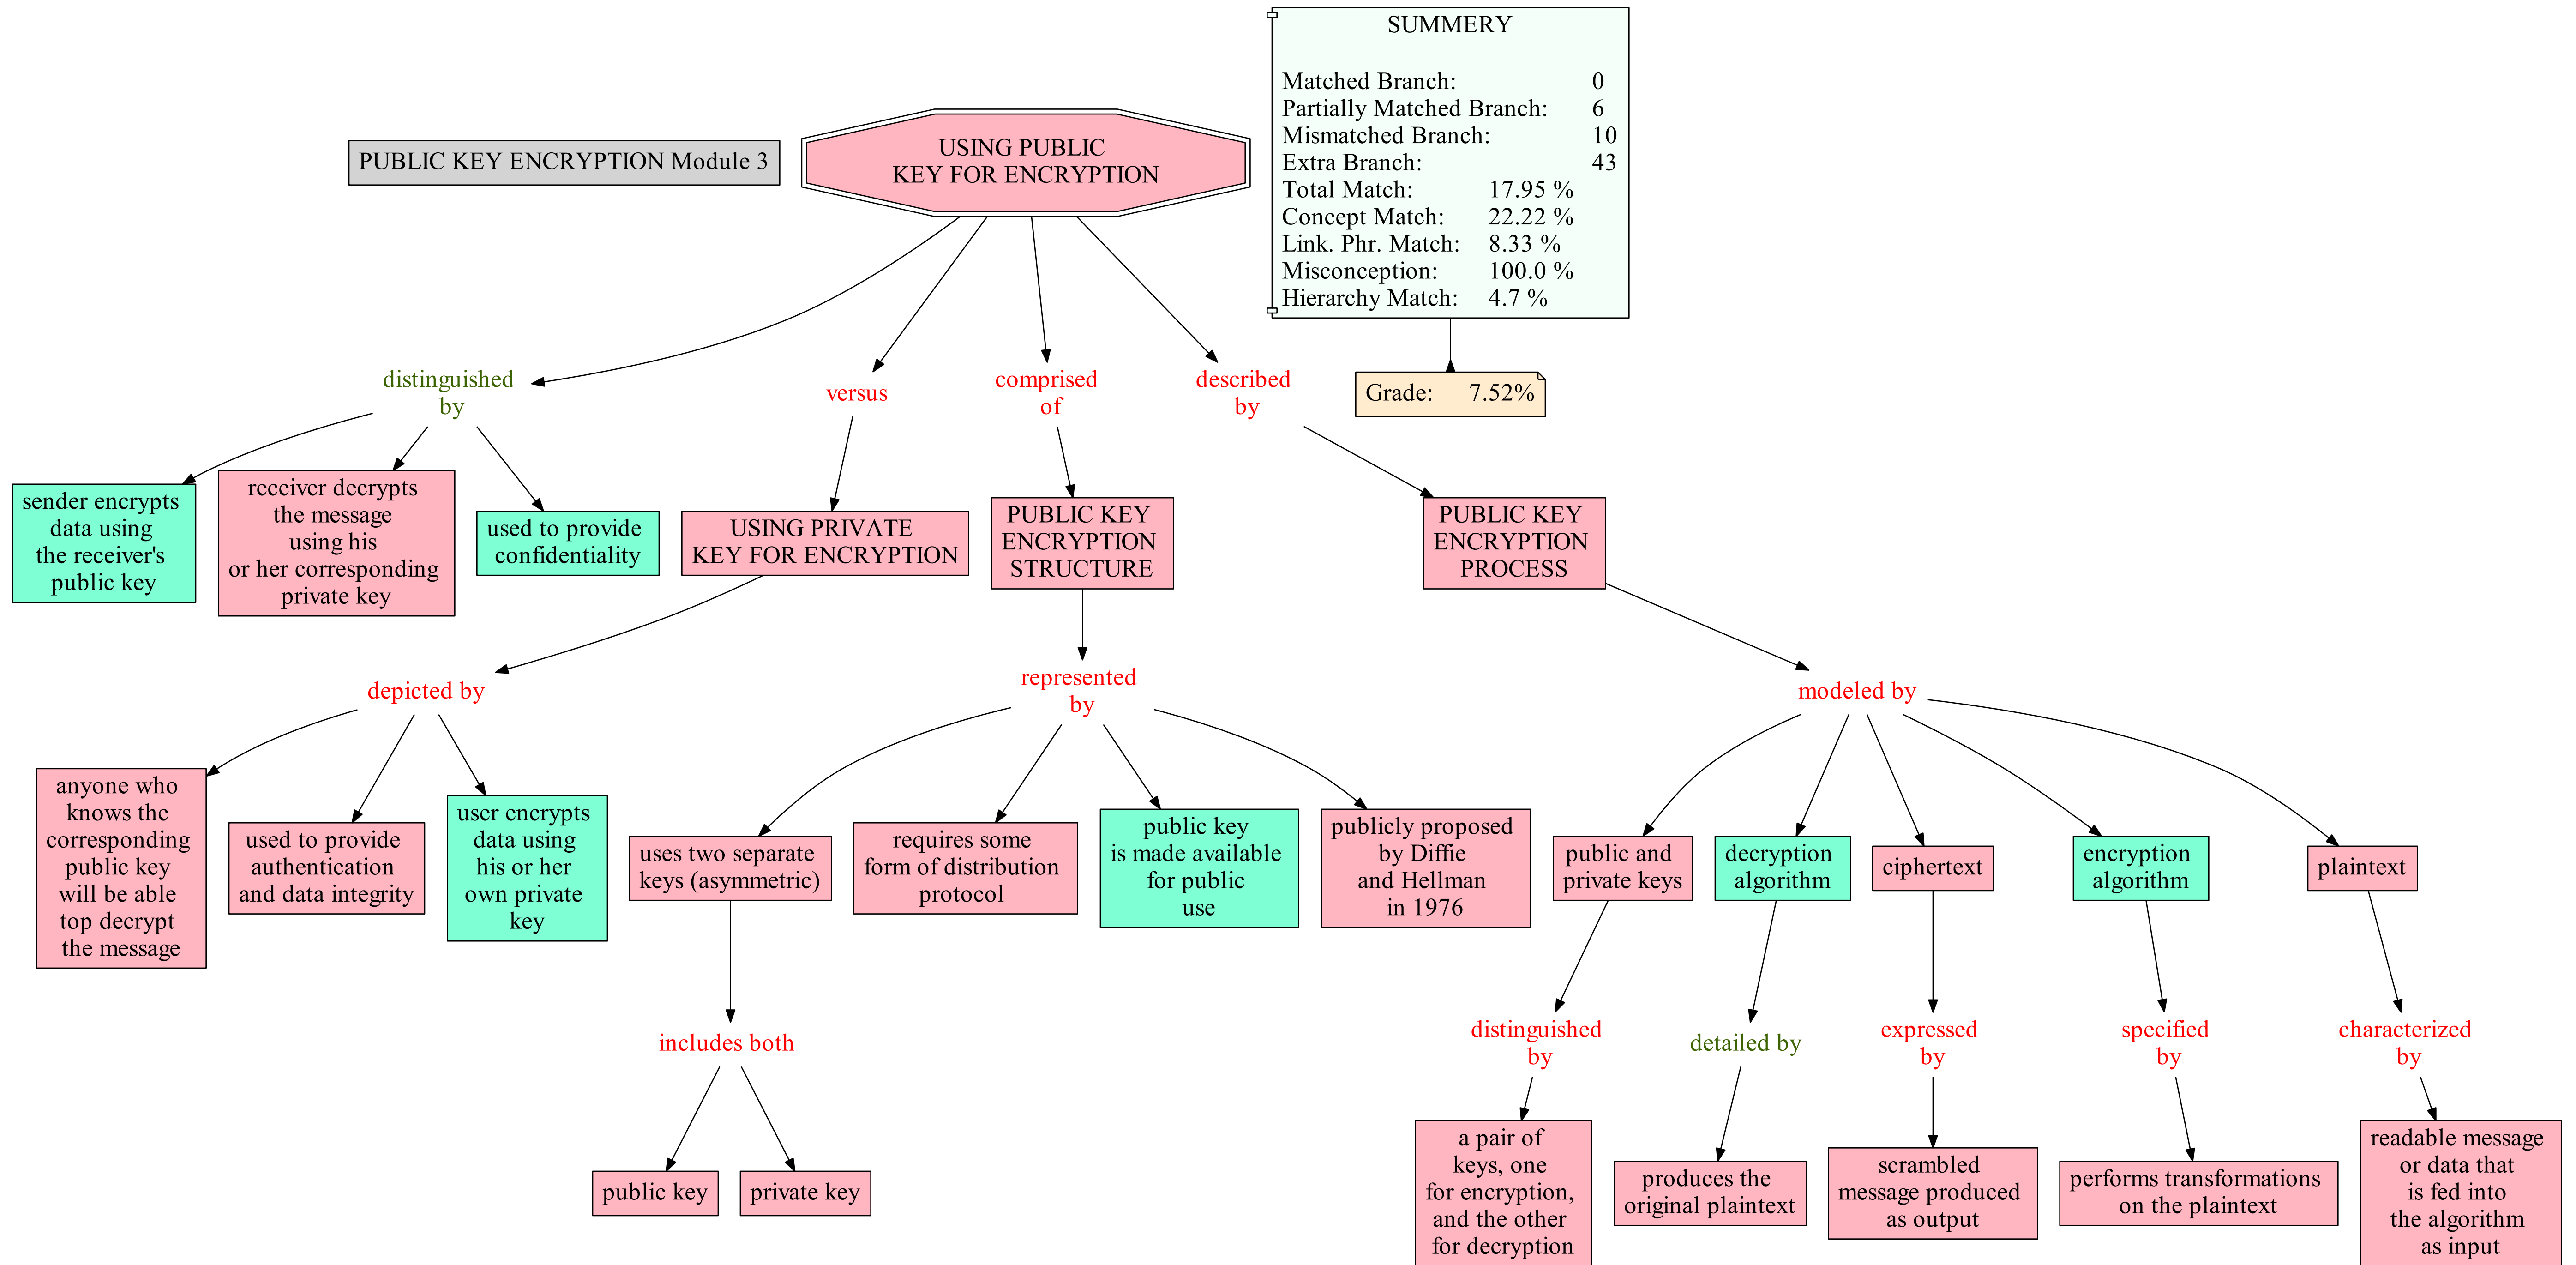 SUMMERY
Matched Branch: 0
Partially Matched Branch: 6
Mismatched Branch: 10
Extra Branch: 43
Total Match: 17.95 %
Concept Match: 22.22 %
Link. Phr. Match: 8.33 %
Misconception: 100.0 %
Hierarchy Match: 4.7 %
PUBLIC KEY ENCRYPTION Module 3
USING PUBLIC
KEY FOR ENCRYPTION
Grade: 7.52%
distinguished
by
versus
comprised
of
described
by
sender encrypts
data using
the receiver's
public key
receiver decrypts
the message
using his
or her corresponding
private key
used to provide
confidentiality
USING PRIVATE
KEY FOR ENCRYPTION
PUBLIC KEY
ENCRYPTION
STRUCTURE
PUBLIC KEY
ENCRYPTION
PROCESS
depicted by
represented
by
modeled by
anyone who
knows the
corresponding
public key
will be able
top decrypt
the message
used to provide
authentication
and data integrity
user encrypts
data using
his or her
own private
key
uses two separate
keys (asymmetric)
requires some
form of distribution
protocol
public key
is made available
for public
use
publicly proposed
by Diffie
and Hellman
in 1976
public and
private keys
decryption
algorithm
ciphertext
encryption
algorithm
plaintext
includes both
distinguished
by
detailed by
expressed
by
specified
by
characterized
by
public key
private key
a pair of
keys, one
for encryption,
and the other
for decryption
produces the
original plaintext
scrambled
message produced
as output
performs transformations
on the plaintext
readable message
or data that
is fed into
the algorithm
as input